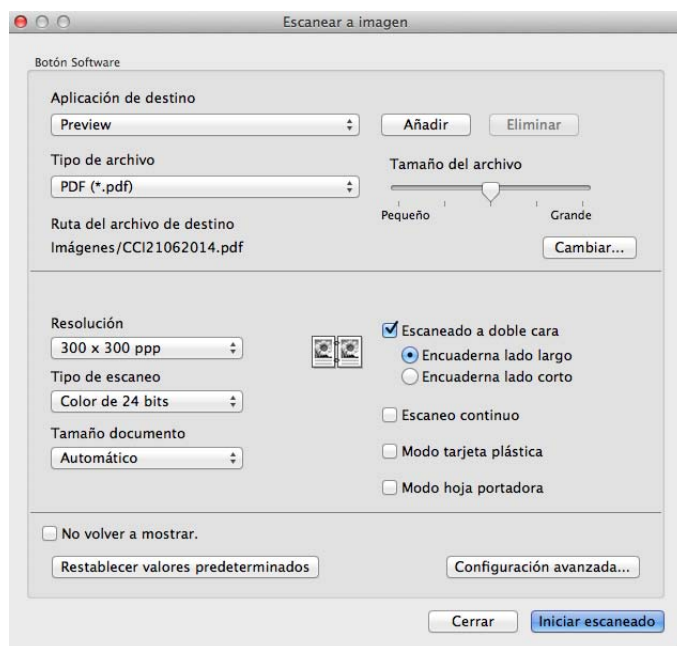 Escanear a imagen
Botón Software
Aplicación de destino
Preview
Añadir
Eliminar
Tipo de archivo
PDF (*.pdf)
Tamaño del archivo
Pequeño
Grande
Ruta del archivo de destino
Imágenes/CCI21062014.pdf
Cambiar...
Resolución
300 x 300 ppp
Tipo de escaneo
Color de 24 bits
Tamaño documento
Automático
Escaneado a doble cara
Encuaderna lado largo
Encuaderna lado corto
Escaneo continuo
Modo tarjeta plástica
Modo hoja portadora
No volver a mostrar.
Restablecer valores predeterminados
Configuración avanzada...
Cerrar
Iniciar escaneado